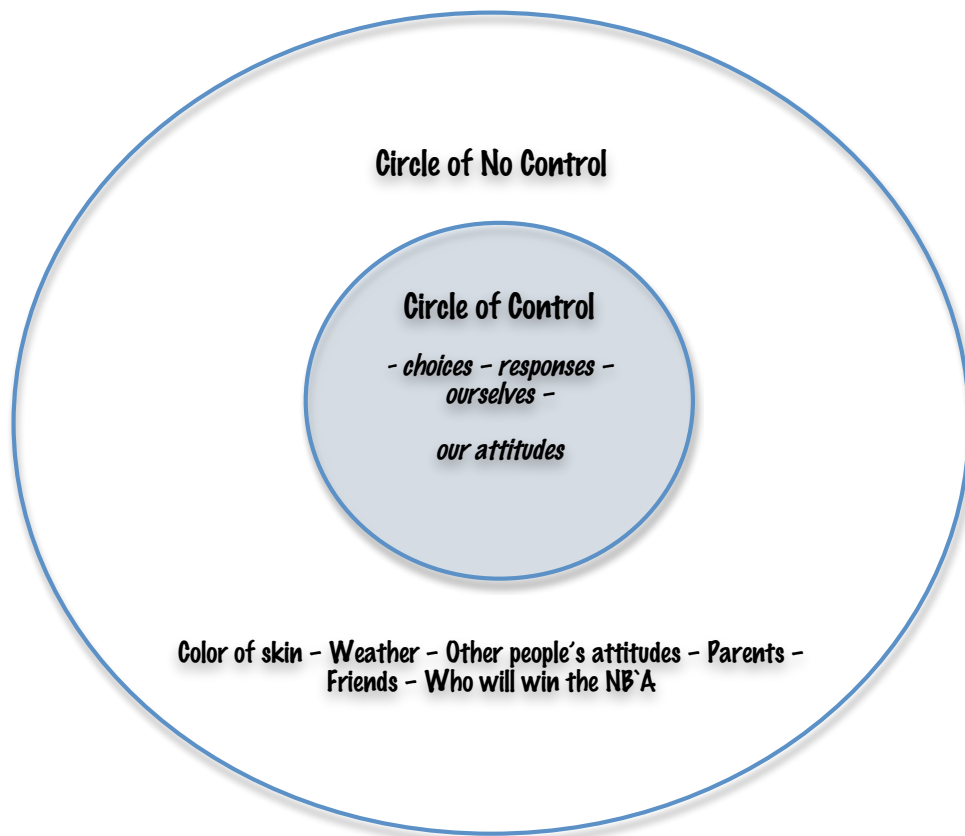 Circle of No Control
Circle of Control
- choices – responses –
ourselves –
our attitudes
Color of skin – Weather – Other people's attitudes – Parents –
Friends – Who will win the NB`A